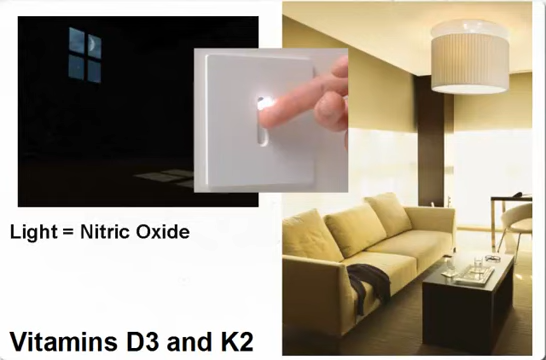 Light = Nitric Oxide
Vitamins D3 and K2